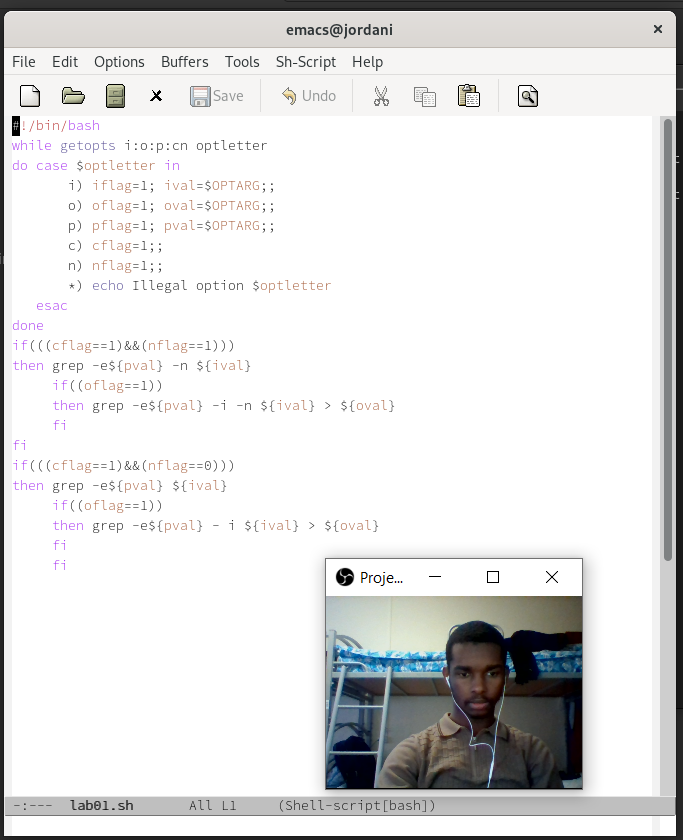 emacs@jordani
File Edit Options Buffers Tools Sh-Script Help
Save Undo
#!/bin/bash
while getopts i:o:p:cn optletter
do case $optletter in
       i) iflag=1; ival=$OPTARG;;
       o) oflag=1; oval=$OPTARG;;
       p) pflag=1; pval=$OPTARG;;
       c) cflag=1;;
       n) nflag=1;;
       *) echo Illegal option $optletter
   esac
done
if(((cflag==1)&&(nflag==1)))
then grep -e${pval} -n ${ival}
     if((oflag==1))
     then grep -e${pval} -i -n ${ival} > ${oval}
     fi
fi
if(((cflag==1)&&(nflag==0)))
then grep -e${pval} ${ival}
     if((oflag==1))
     then grep -e${pval} - i ${ival} > ${oval}
     fi
     fi
Proje...
-:--- lab01.sh All L1 (Shell-script[bash])